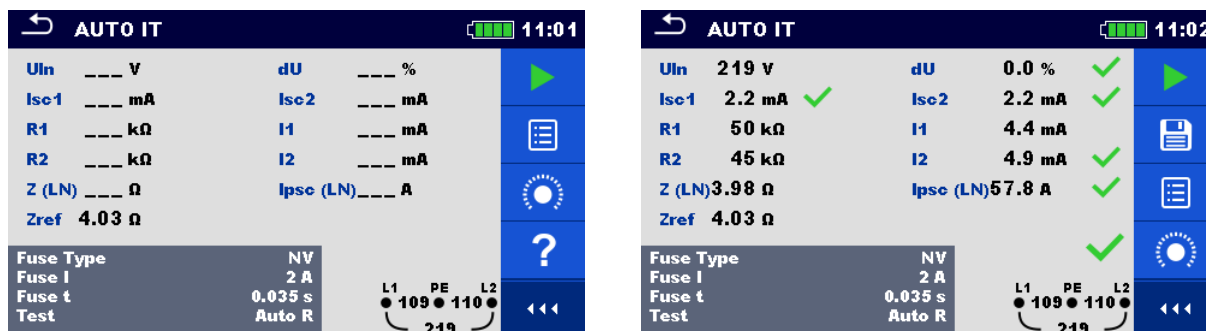 AUTO IT 11:01
Uln ___ V dU ___ %
Isc1 ___ mA Isc2 ___ mA
R1 ___ kΩ I1 ___ mA
R2 ___ kΩ I2 ___ mA
Z (LN) ___ Ω Ipsc (LN)___ A
Zref 4.03 Ω
?
Fuse Type NV
Fuse I 2 A
Fuse t 0.035 s
Test Auto R
L1 PE L2
109 110
219
AUTO IT 11:02
Uln 219 V dU 0.0 %
Isc1 2.2 mA Isc2 2.2 mA
R1 50 kΩ I1 4.4 mA
R2 45 kΩ I2 4.9 mA
Z (LN)3.98 Ω Ipsc (LN)57.8 A
Zref 4.03 Ω
Fuse Type NV
Fuse I 2 A
Fuse t 0.035 s
Test Auto R
L1 PE L2
109 110
219